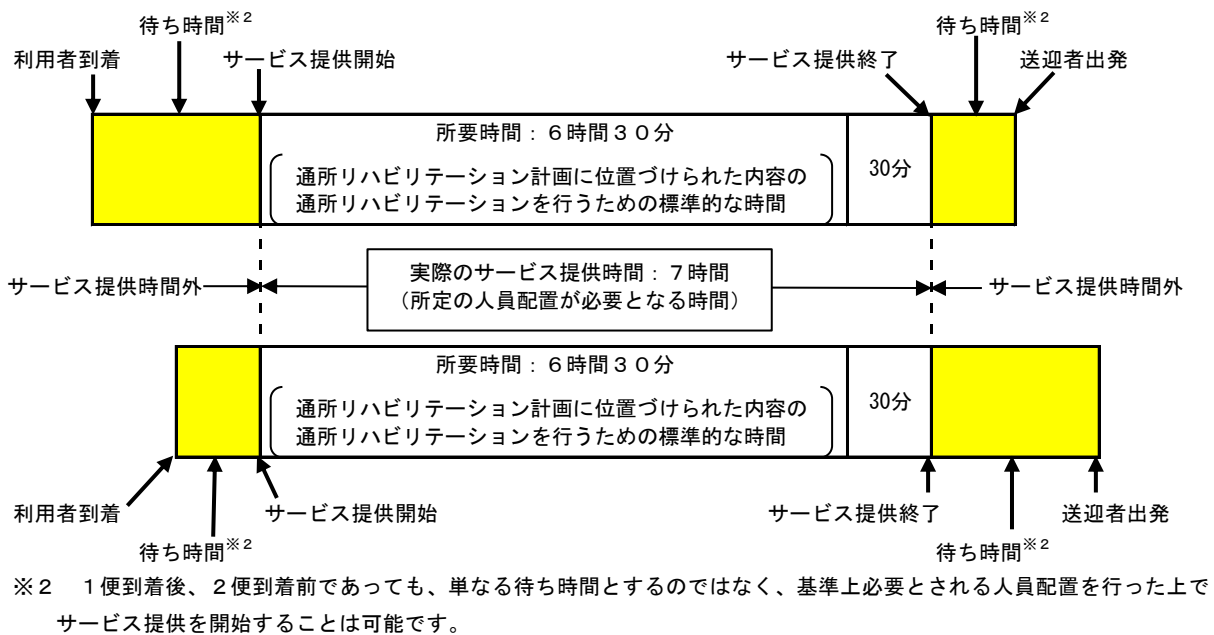 待ち時間※２
待ち時間※２
利用者到着
サービス提供開始
サービス提供終了
送迎者出発
所要時間：６時間３０分
通所リハビリテーション計画に位置づけられた内容の
通所リハビリテーションを行うための標準的な時間
30分
サービス提供時間外
実際のサービス提供時間：７時間
（所定の人員配置が必要となる時間）
サービス提供時間外
所要時間：６時間３０分
通所リハビリテーション計画に位置づけられた内容の
通所リハビリテーションを行うための標準的な時間
30分
利用者到着
サービス提供開始
サービス提供終了
送迎者出発
待ち時間※２
待ち時間※２
※２　１便到着後、２便到着前であっても、単なる待ち時間とするのではなく、基準上必要とされる人員配置を行った上で
サービス提供を開始することは可能です。